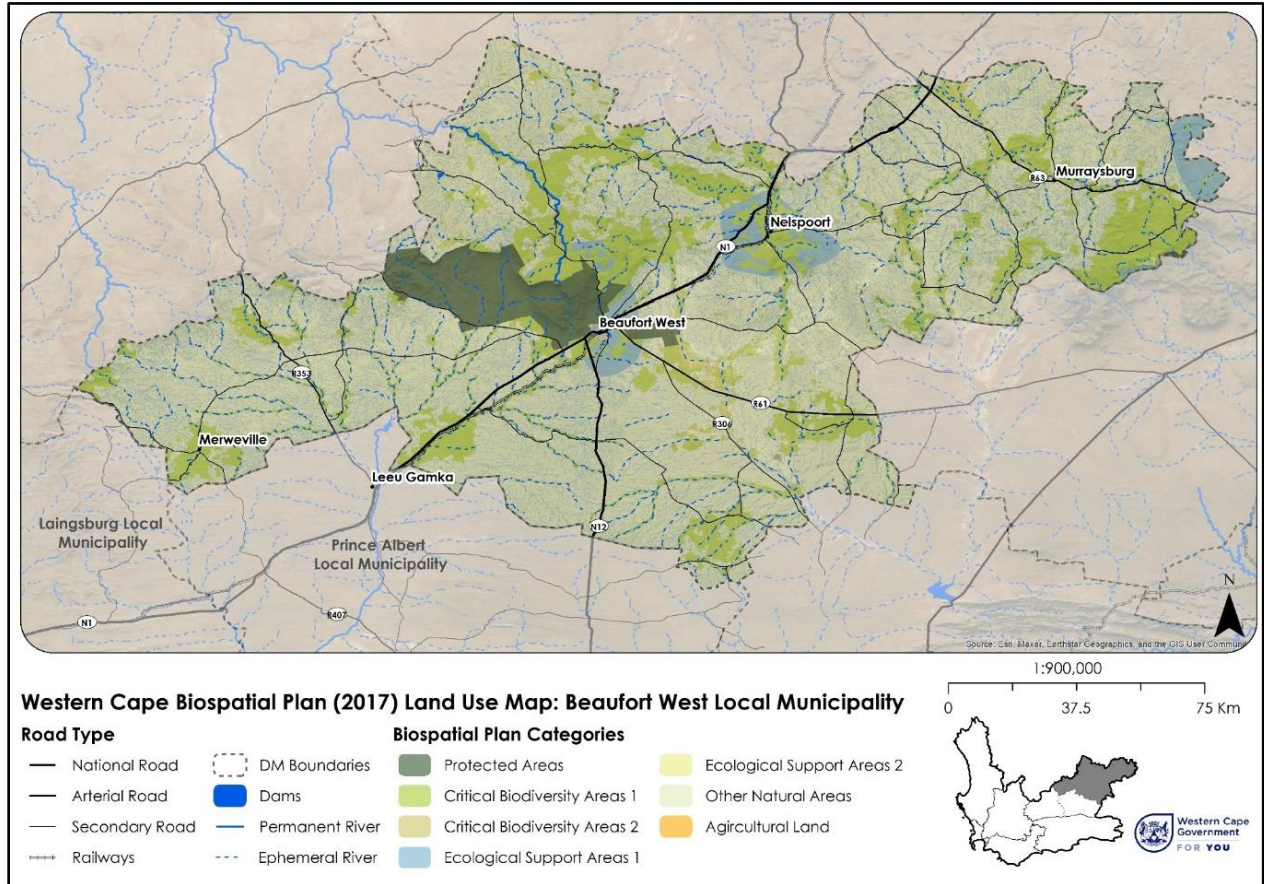 Murraysburg
R63
Nelspoort
N1
Beaufort West
R353
R61
R306
Merweville
Leeu Gamka
N12
Laingsburg Local
Municipality
Prince Albert
Local Municipality
R407
N1
N
Source: Esri, Maxar, Earthstar Geographics, and the GIS User Commun
1:900,000
0 37.5 75 Km
Western Cape Biospatial Plan (2017) Land Use Map: Beaufort West Local Municipality
Road Type
National Road
Arterial Road
Secondary Road
Railways
DM Boundaries
Dams
Permanent River
Ephemeral River
Biospatial Plan Categories
Protected Areas
Critical Biodiversity Areas 1
Critical Biodiversity Areas 2
Ecological Support Areas 1
Ecological Support Areas 2
Other Natural Areas
Agircultural Land
Western Cape
Government
FOR YOU